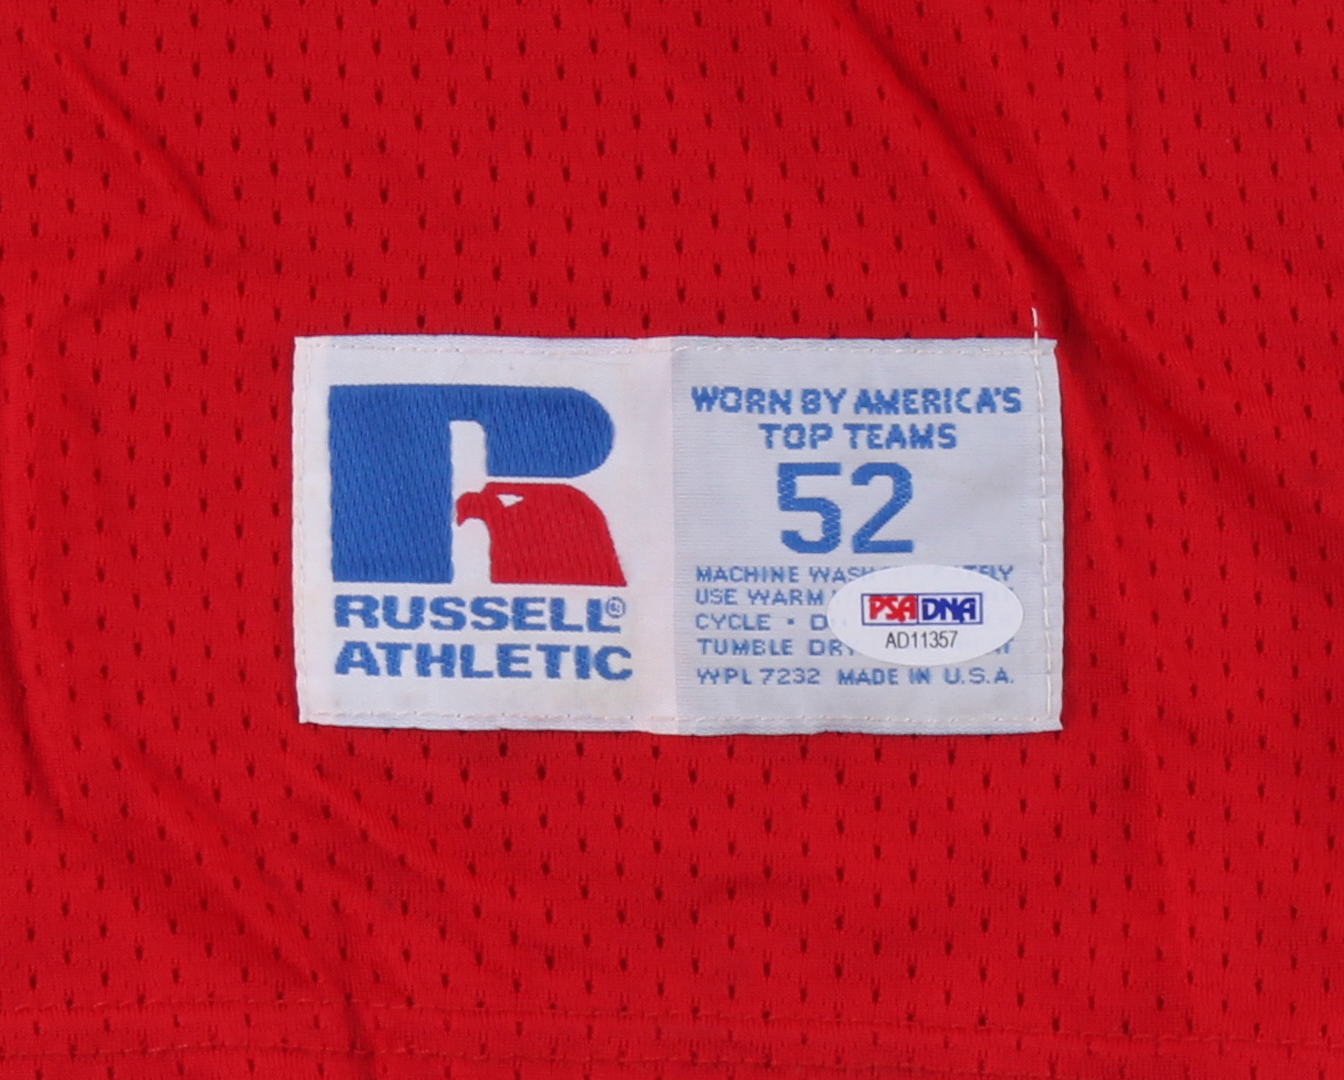 RUSSELL®
ATHLETIC
WORN BY AMERICA'S
TOP TEAMS
52
MACHINE
USE WARM
CYCLE •
TUMBLE DRY
WPL 7232 MADE IN U.S.A.
PSA DNA
AD11357